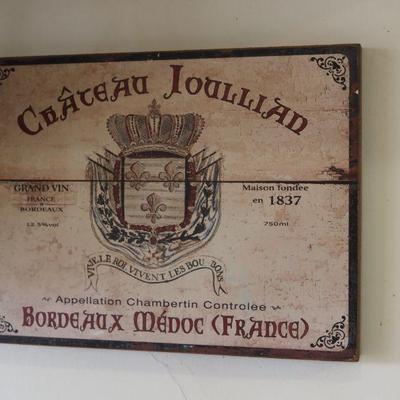 Château Joullian
GRAND VIN
FRANCE
BORDEAUX
12.5%vol
Maison fondée
en 1837
750ml
VIVE LE ROI VIVENT LES BOURBONS
Appellation Chambertin Controlée
Bordeaux Médoc (France)